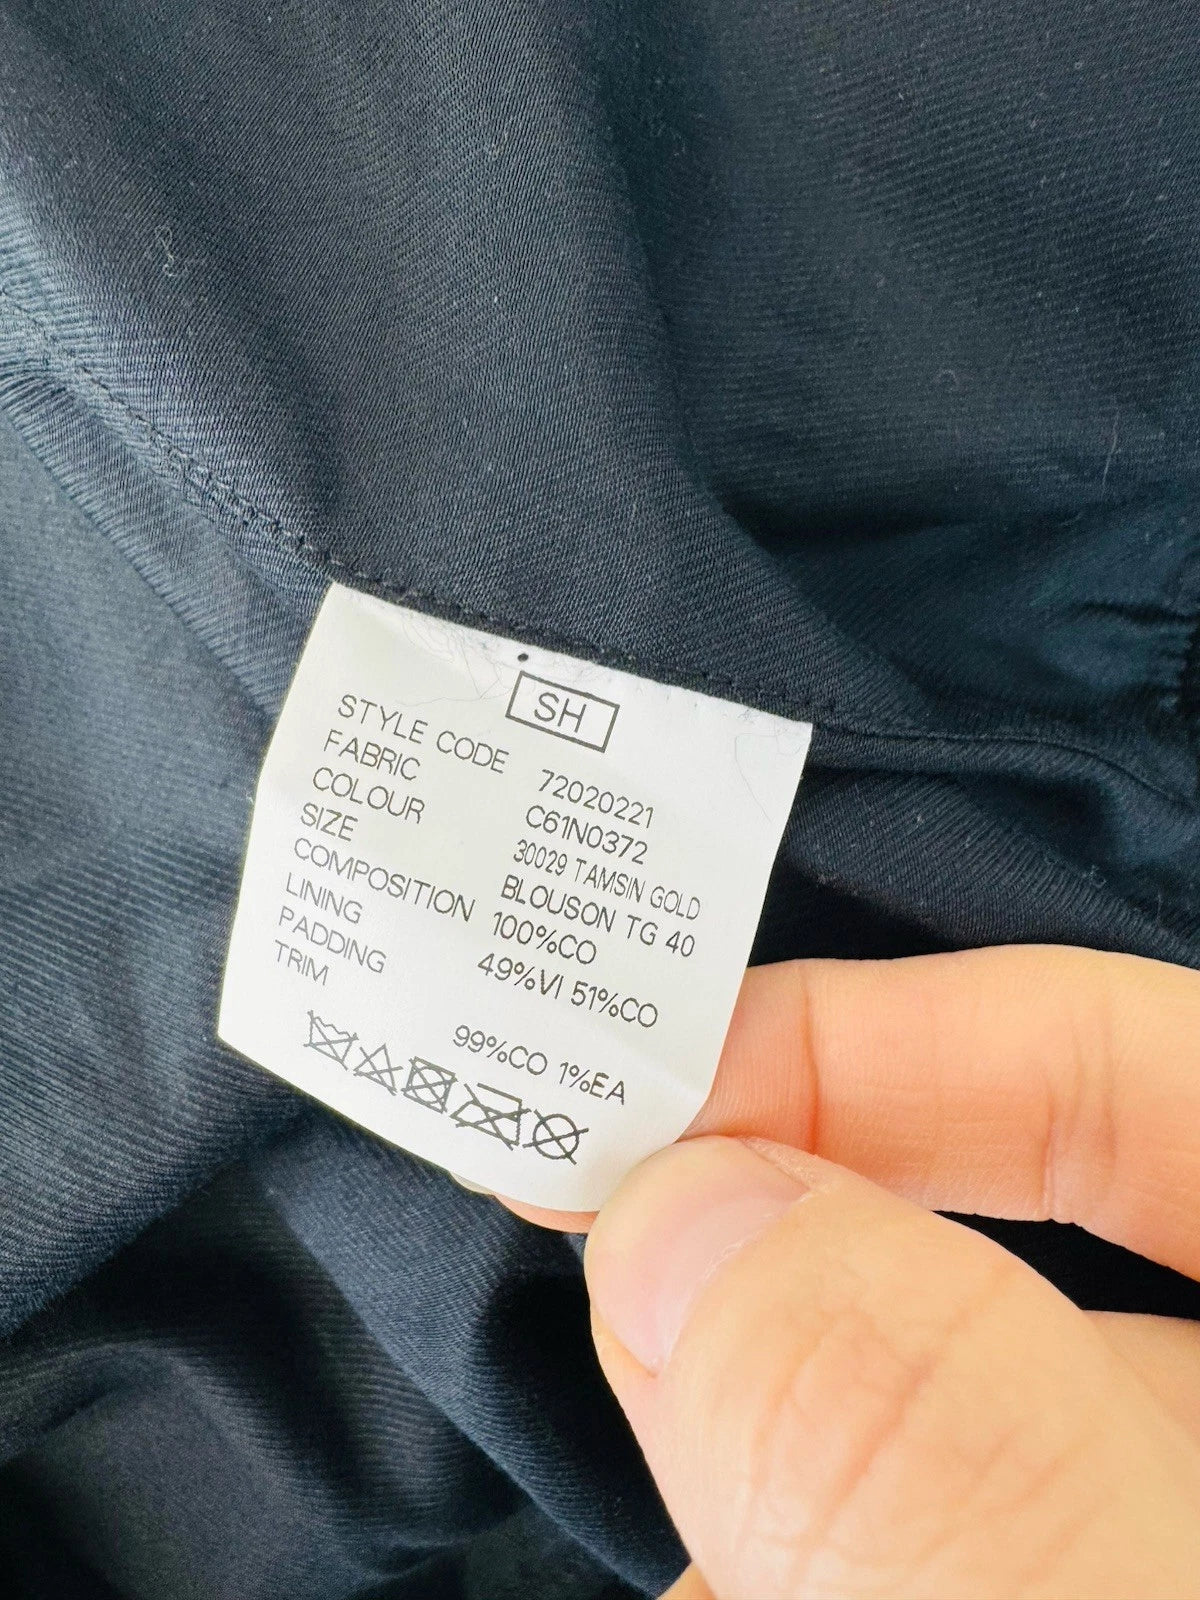 SH
STYLE CODE 72020221
FABRIC C61N0372
COLOUR 30029 TAMSIN GOLD
SIZE BLOUSON TG 40
COMPOSITION 100%CO
LINING 49%VI 51%CO
PADDING
TRIM 99%CO 1%EA